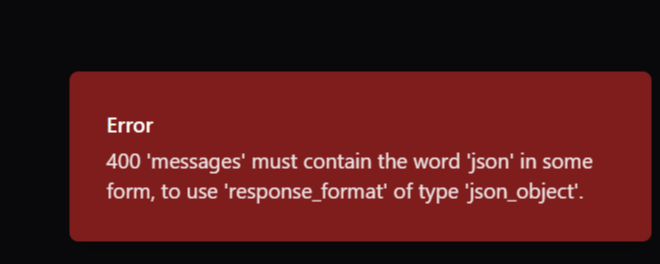 Error
400 'messages' must contain the word 'json' in some
form, to use 'response_format' of type 'json_object'.